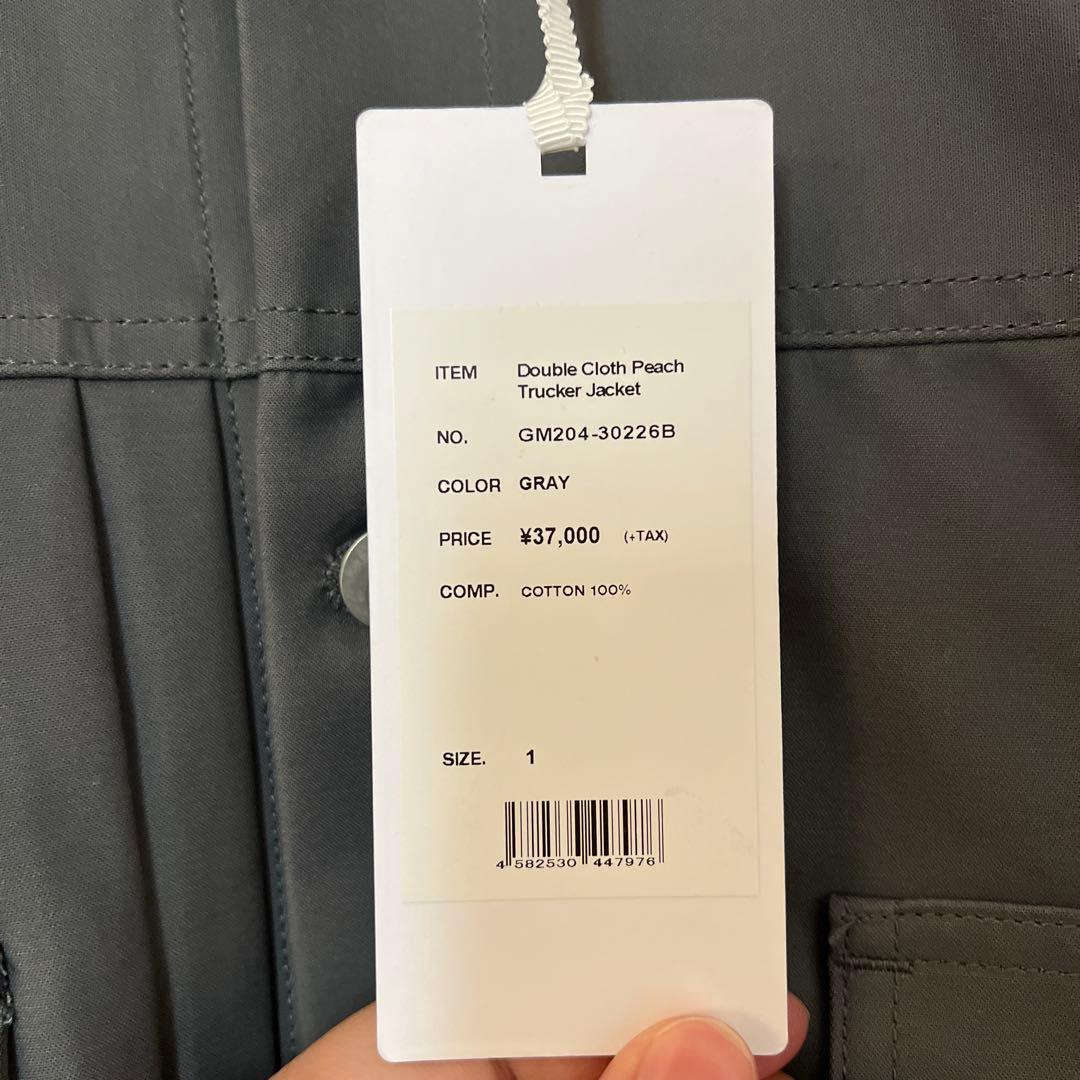 ITEM Double Cloth Peach
Trucker Jacket
NO. GM204-30226B
COLOR GRAY
PRICE ¥37,000 (+TAX)
COMP. COTTON 100%
SIZE. 1
4 582530 447976